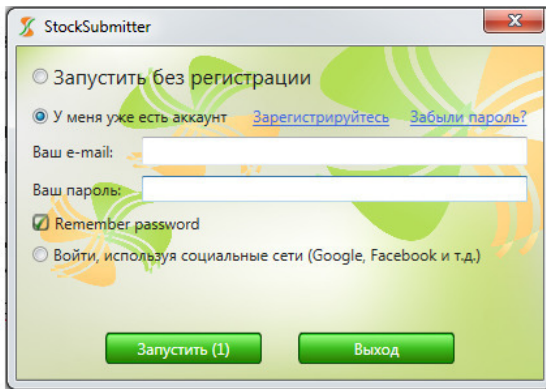 StockSubmitter
Запустить без регистрации
У меня уже есть аккаунт Зарегистрируйтесь Забыли пароль?
Ваш e-mail:
Ваш пароль:
Remember password
Войти, используя социальные сети (Google, Facebook и т.д.)
Запустить (1) Выход